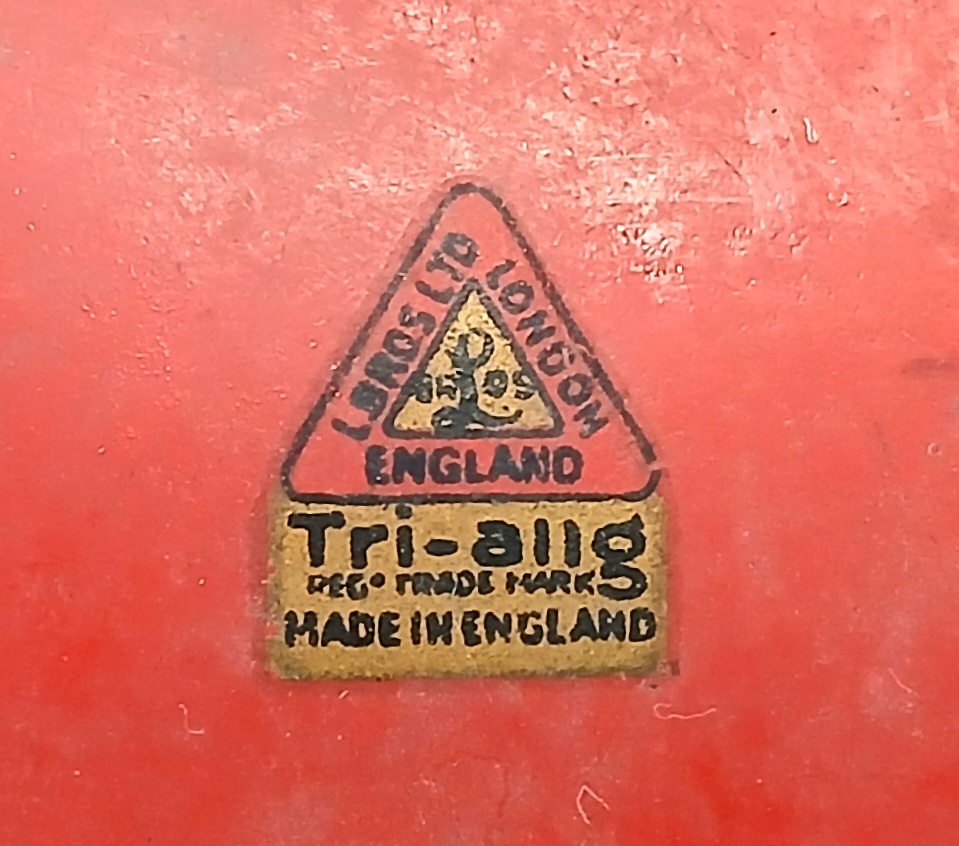 L BROS LTD LONDON
ENGLAND
Tri-ang
REGD TRADE MARK
MADE IN ENGLAND